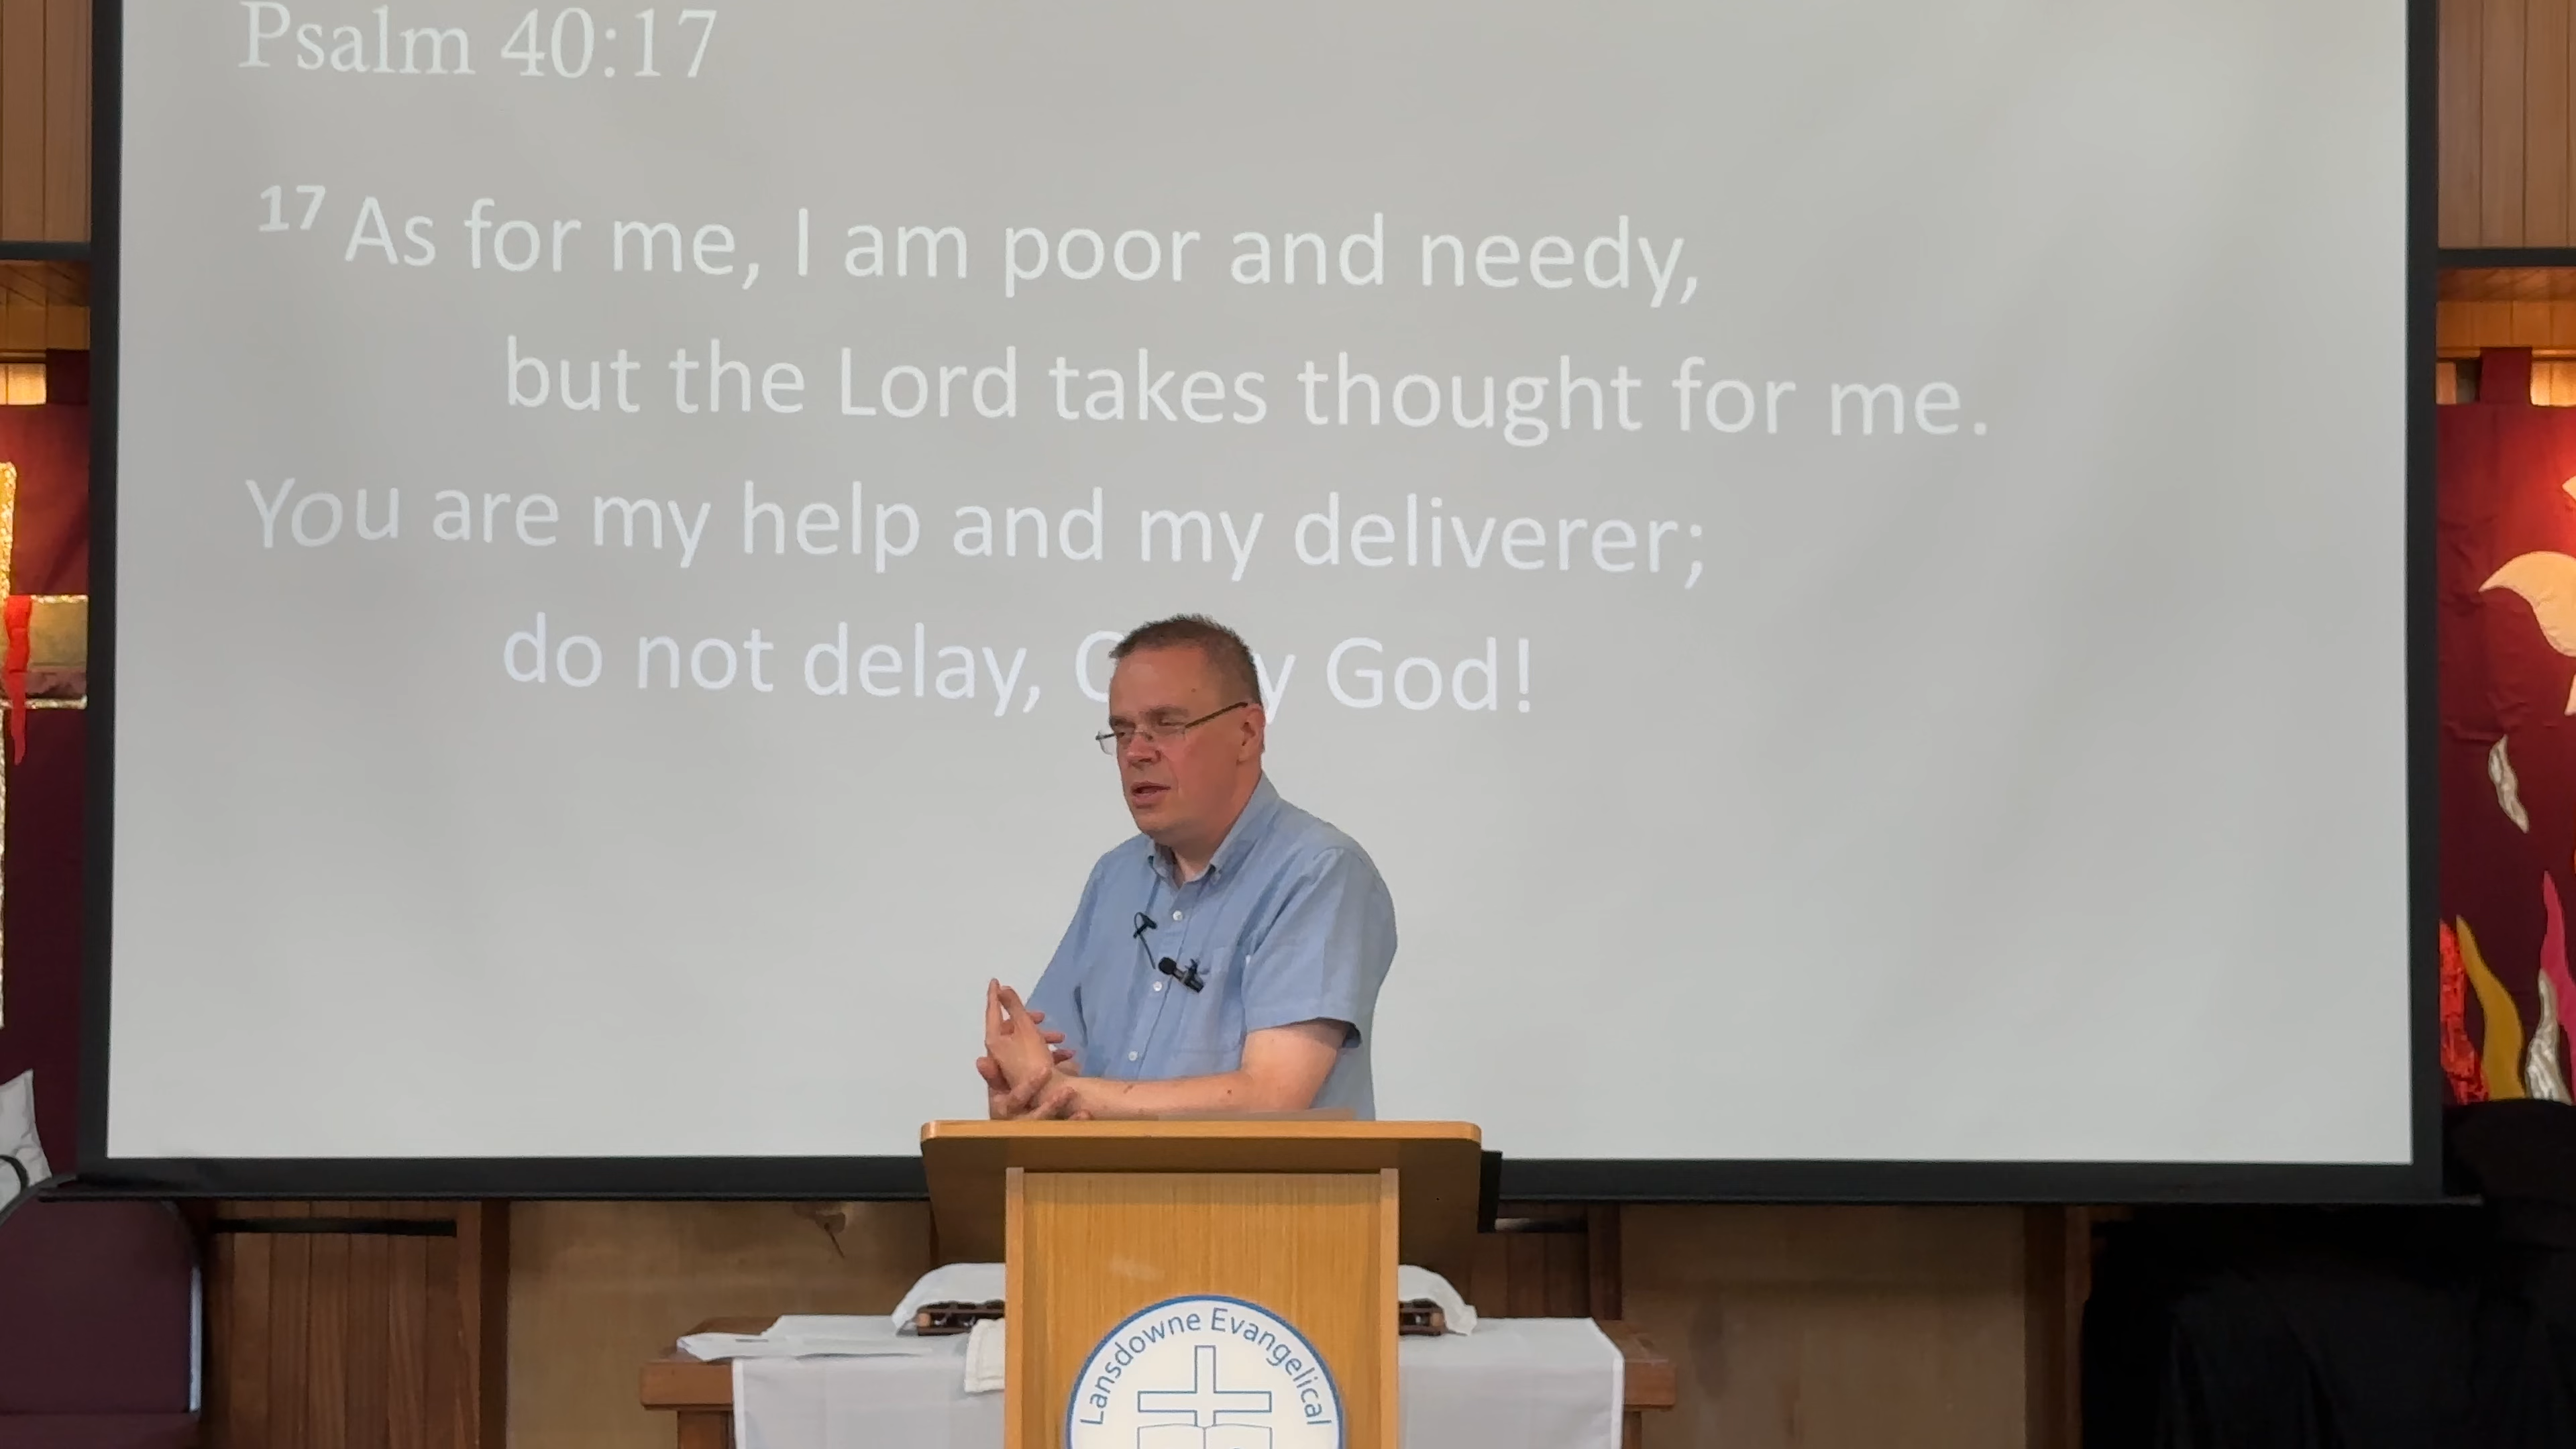 Psalm 40:17
17 As for me, I am poor and needy,
but the Lord takes thought for me.
You are my help and my deliverer;
do not delay, God!
Lansdowne Evangelical